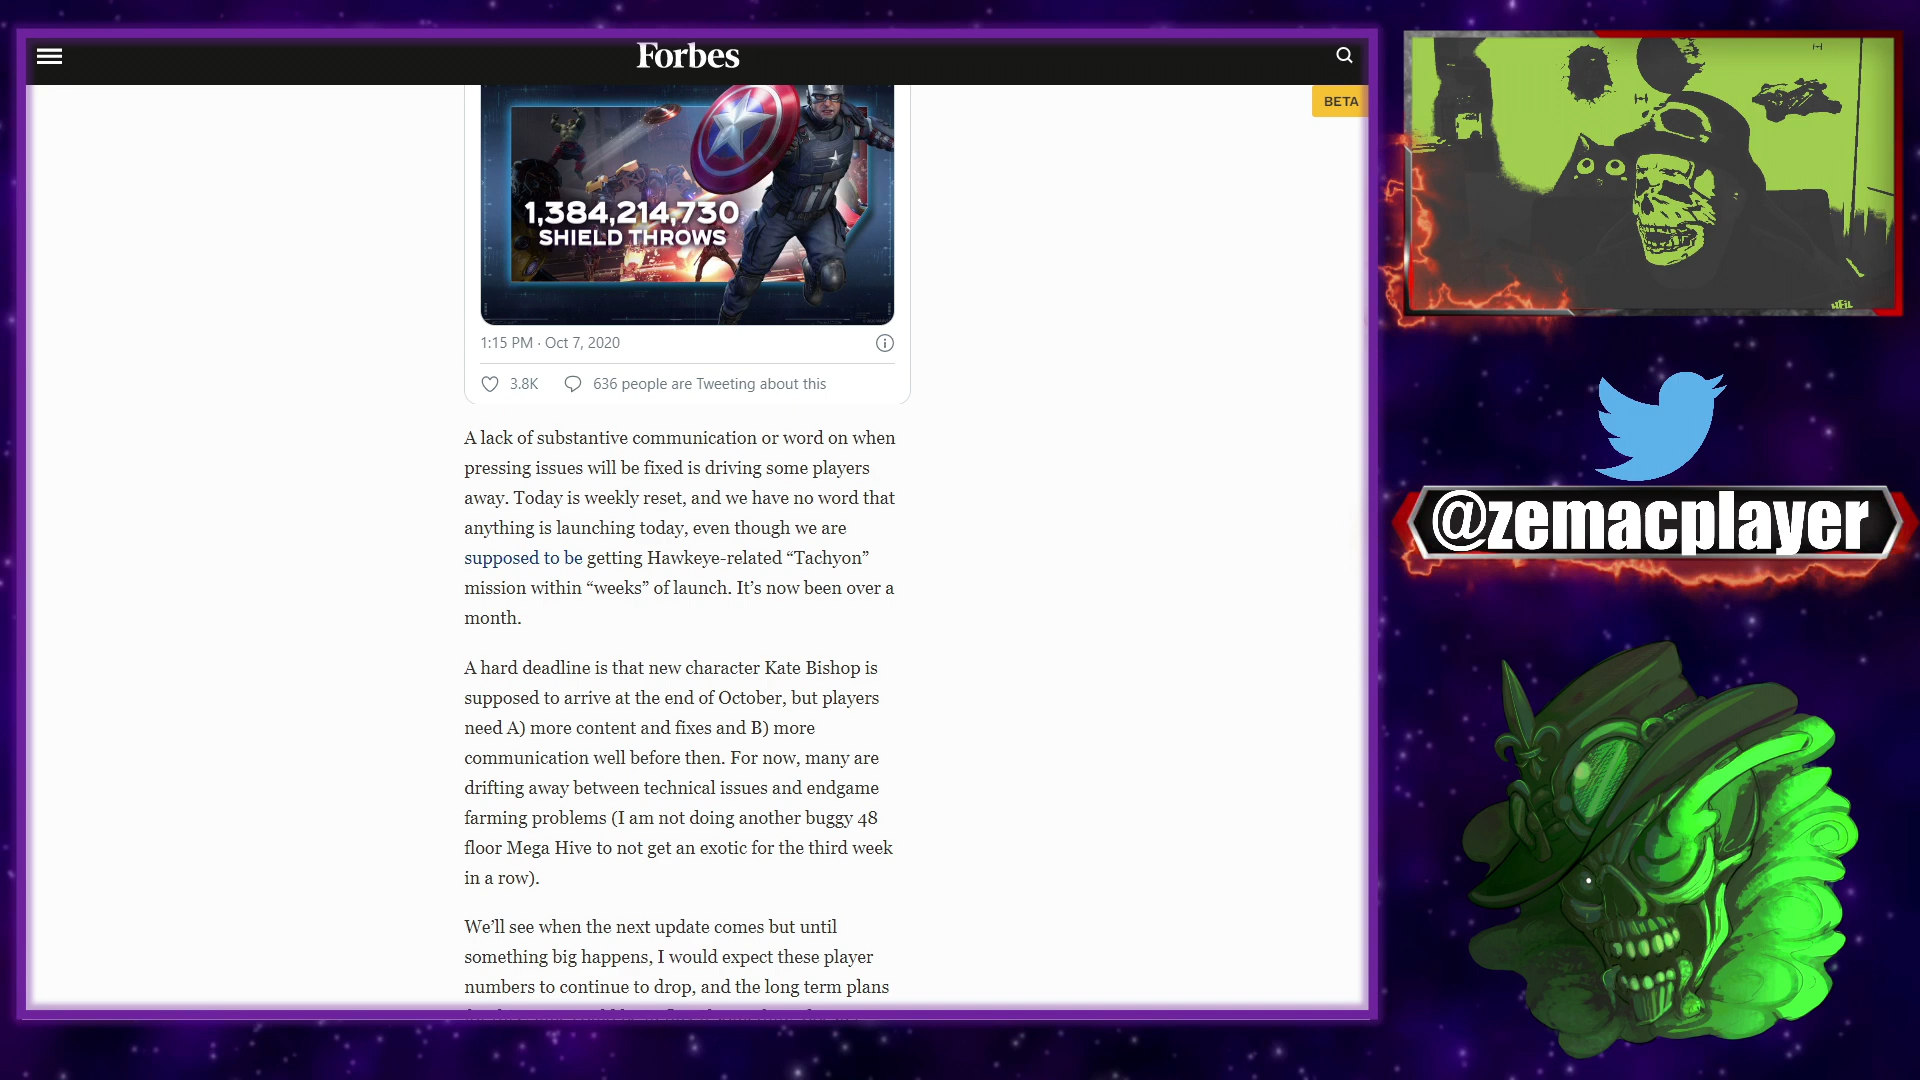 Forbes
BETA
1,384,214,730
SHIELD THROWS
1:15 PM · Oct 7, 2020
3.8K
636 people are Tweeting about this
A lack of substantive communication or word on when
pressing issues will be fixed is driving some players
away. Today is weekly reset, and we have no word that
anything is launching today, even though we are
supposed to be getting Hawkeye-related “Tachyon”
mission within “weeks” of launch. It’s now been over a
month.
A hard deadline is that new character Kate Bishop is
supposed to arrive at the end of October, but players
need A) more content and fixes and B) more
communication well before then. For now, many are
drifting away between technical issues and endgame
farming problems (I am not doing another buggy 48
floor Mega Hive to not get an exotic for the third week
in a row).
We’ll see when the next update comes but until
something big happens, I would expect these player
numbers to continue to drop, and the long term plans
@zemacplayer